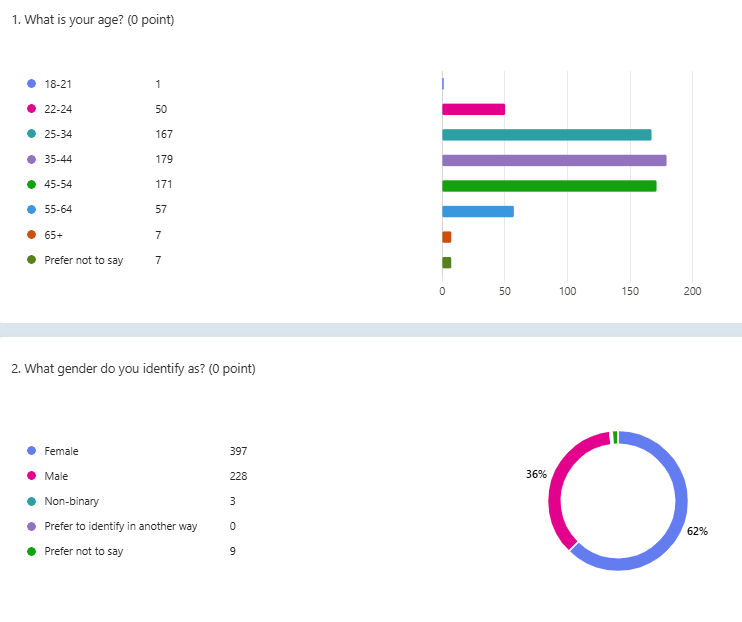 1. What is your age? (0 point)
18-21 1
22-24 50
25-34 167
35-44 179
45-54 171
55-64 57
65+ 7
Prefer not to say 7
0 50 100 150 200
2. What gender do you identify as? (0 point)
Female 397
Male 228
Non-binary 3
Prefer to identify in another way 0
Prefer not to say 9
36%
62%